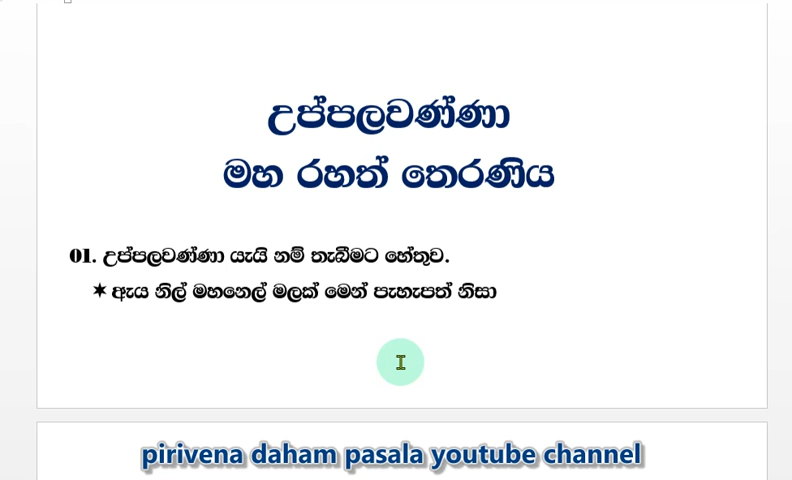 උප්පලවණ්ණා
මහ රහත් තෙරණිය
01. උප්පලවණ්ණා යැයි නම් තැබීමට හේතුව.
✶ ඇය නිල් මහනෙල් මලක් මෙන් පැහැපත් නිසා
pirivena daham pasala youtube channel